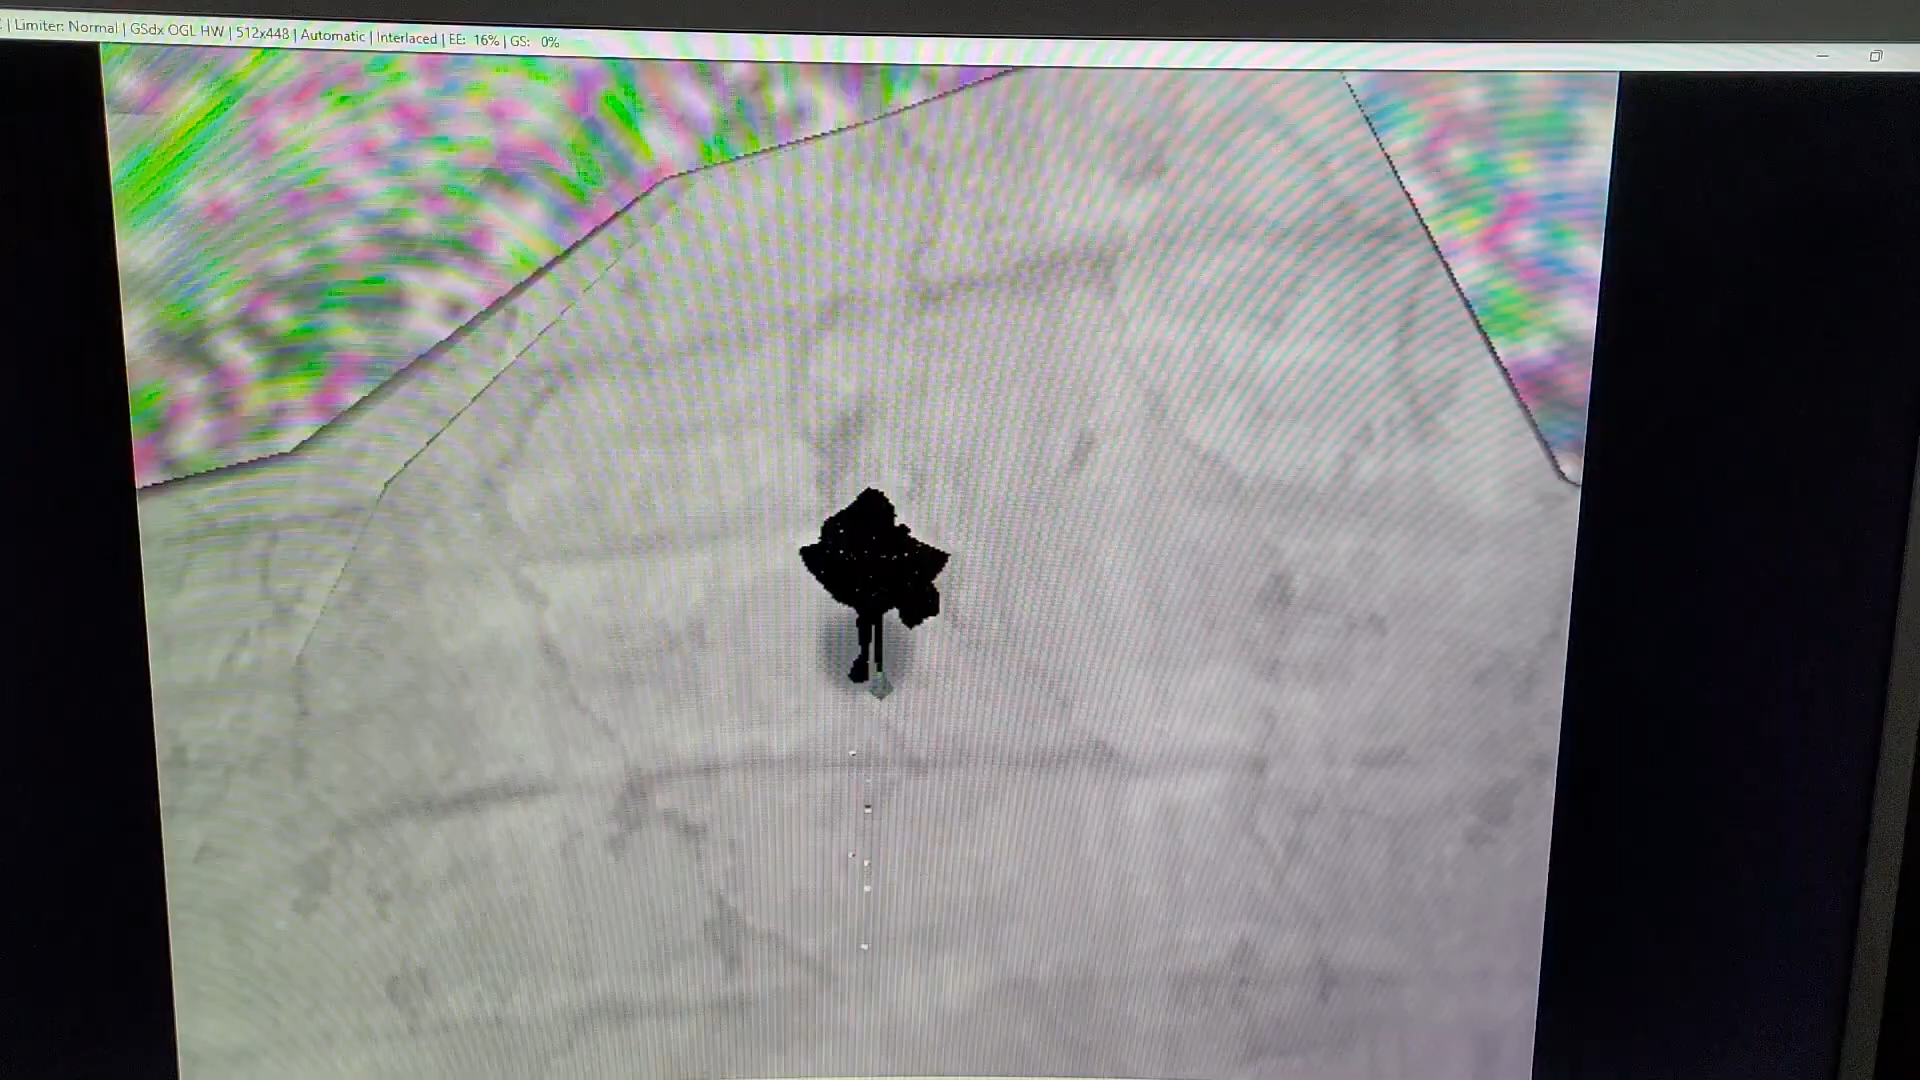 | Limiter: Normal | GSdx OGL HW | 512x448 | Automatic | Interlaced | EE: 16% | GS: 0%